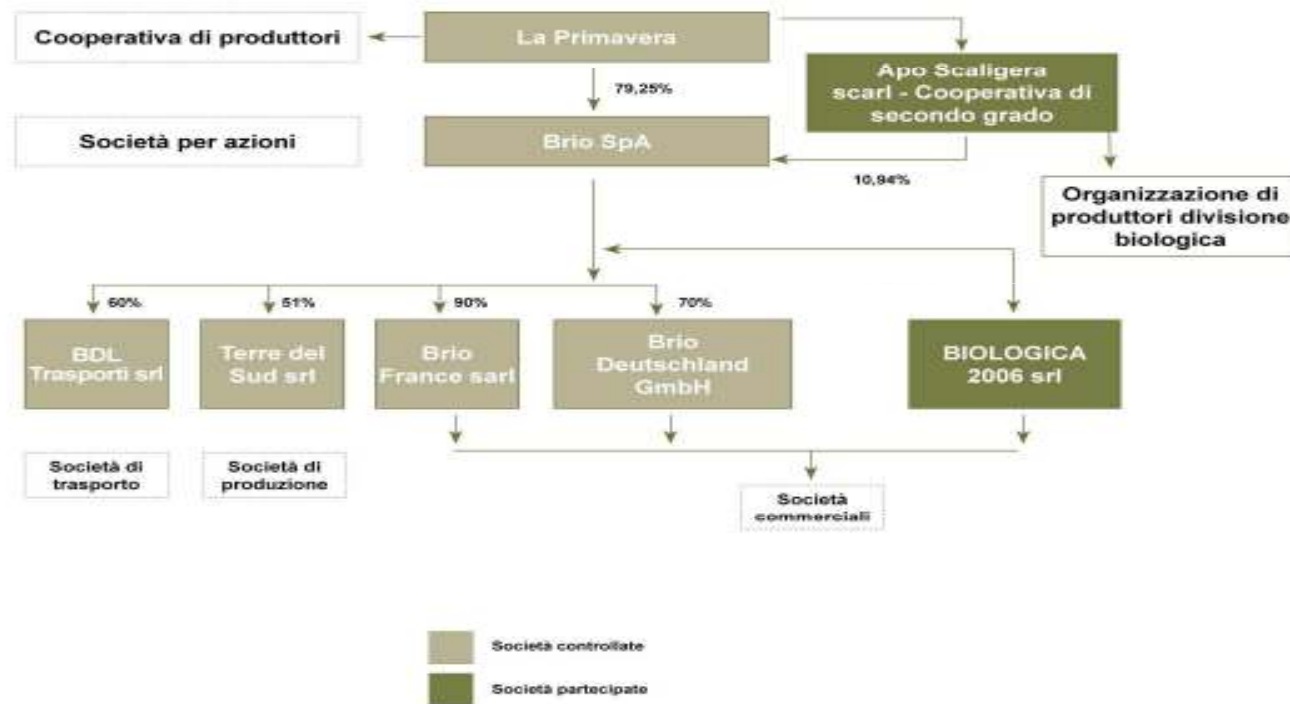 Cooperativa di produttori
La Primavera
Apo Scaligera
scarl - Cooperativa di
secondo grado
79,25%
Società per azioni
Brio SpA
10,94%
Organizzazione di
produttori divisione
biologica
60%
51%
90%
70%
BDL
Trasporti srl
Terre del
Sud srl
Brio
France sarl
Brio
Deutschland
GmbH
BIOLOGICA
2006 srl
Società di
trasporto
Società di
produzione
Società
commerciali
Società controllate
Società partecipate